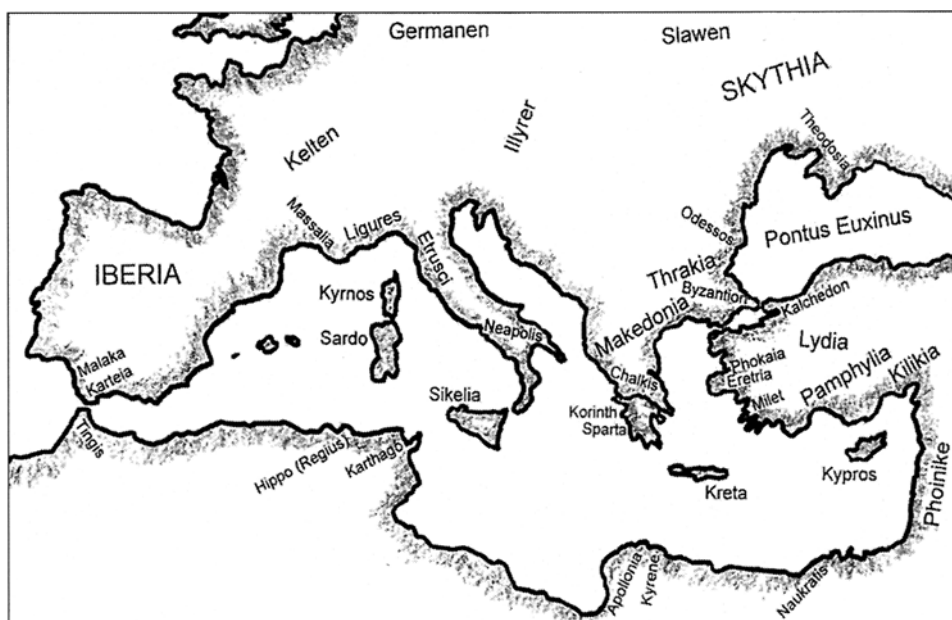 Germanen
Slawen
SKYTHIA
Theodosia
Kelten
Illyrer
Massalia
Ligures
Etrusci
Odessos
Pontus Euxinus
IBERIA
Kyrnos
Thrakia
Byzantion
Kalchedon
Sardo
Neapolis
Makedonia
Lydia
Malaka
Karteia
Phokaia
Eretria
Chalkis
Milet
Pamphylia
Kilikia
Sikelia
Korinth
Sparta
Tingis
Hippo (Regius)
Karthago
Kreta
Kypros
Phoinike
Apollonia
Kyrene
Naukratis